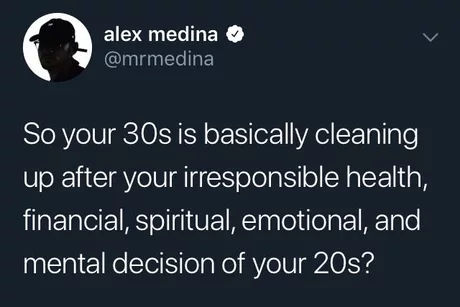 alex medina
@mrmedina
So your 30s is basically cleaning
up after your irresponsible health,
financial, spiritual, emotional, and
mental decision of your 20s?